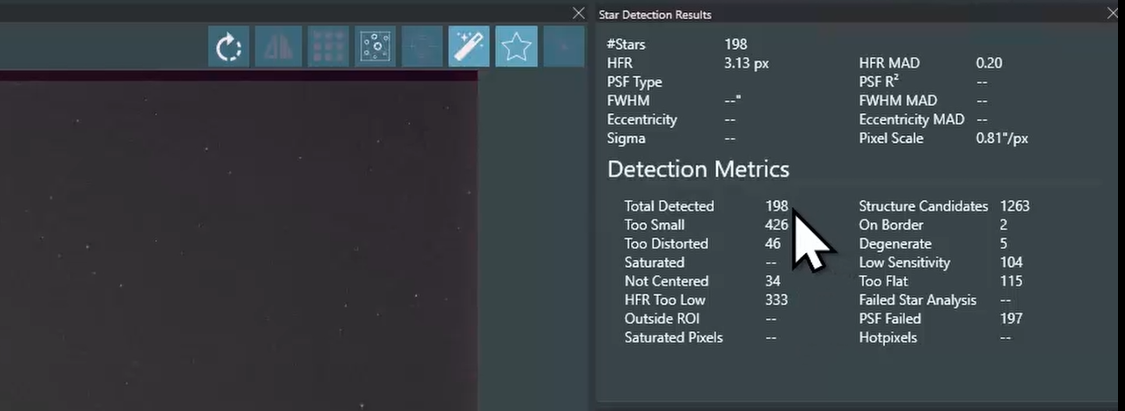 Star Detection Results
#Stars 198
HFR 3.13 px HFR MAD 0.20
PSF Type PSF R² --
FWHM --" FWHM MAD --
Eccentricity -- Eccentricity MAD --
Sigma -- Pixel Scale 0.81"/px
Detection Metrics
Total Detected 198 Structure Candidates 1263
Too Small 426 On Border 2
Too Distorted 46 Degenerate 5
Saturated -- Low Sensitivity 104
Not Centered 34 Too Flat 115
HFR Too Low 333 Failed Star Analysis --
Outside ROI -- PSF Failed 197
Saturated Pixels -- Hotpixels --